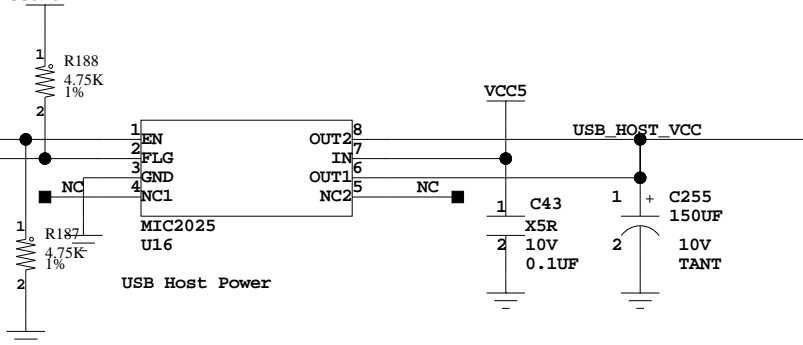 1
R188
4.75K
1%
2
VCC5
USB_HOST_VCC
1 EN
2 FLG
3 GND
4 NC1
NC
OUT2 8
IN 7
OUT1 6
NC2 5
NC
MIC2025
U16
USB Host Power
1
R187
4.75K
1%
2
1
C43
X5R
2
10V
0.1UF
1
+
C255
150UF
2
10V
TANT